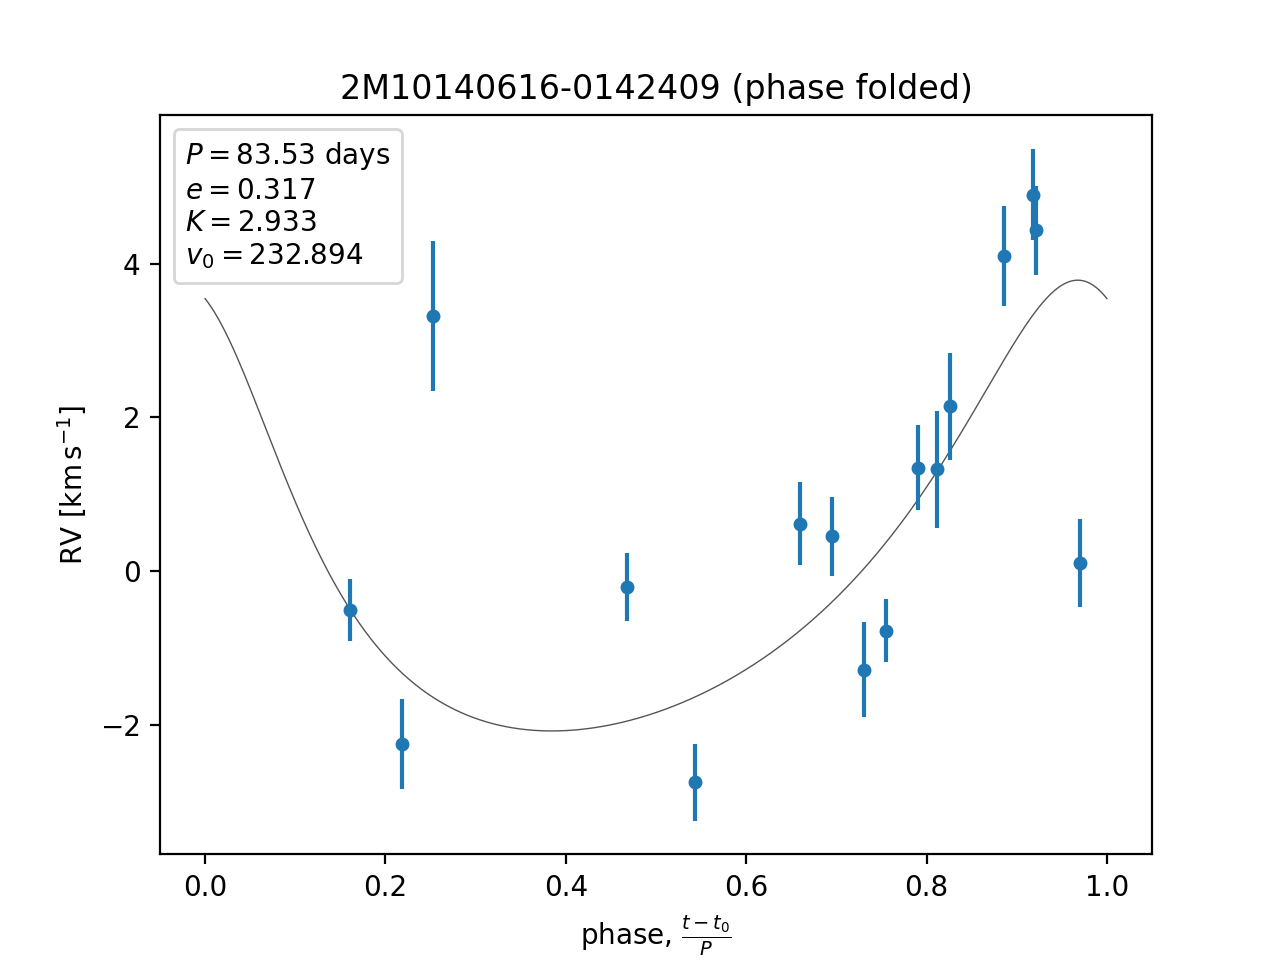 2M10140616-0142409 (phase folded)
P = 83.53 days
e = 0.317
K = 2.933
v₀ = 232.894
RV [km s⁻¹]
4
2
0
−2
0.0 0.2 0.4 0.6 0.8 1.0
phase, (t − t₀)/P